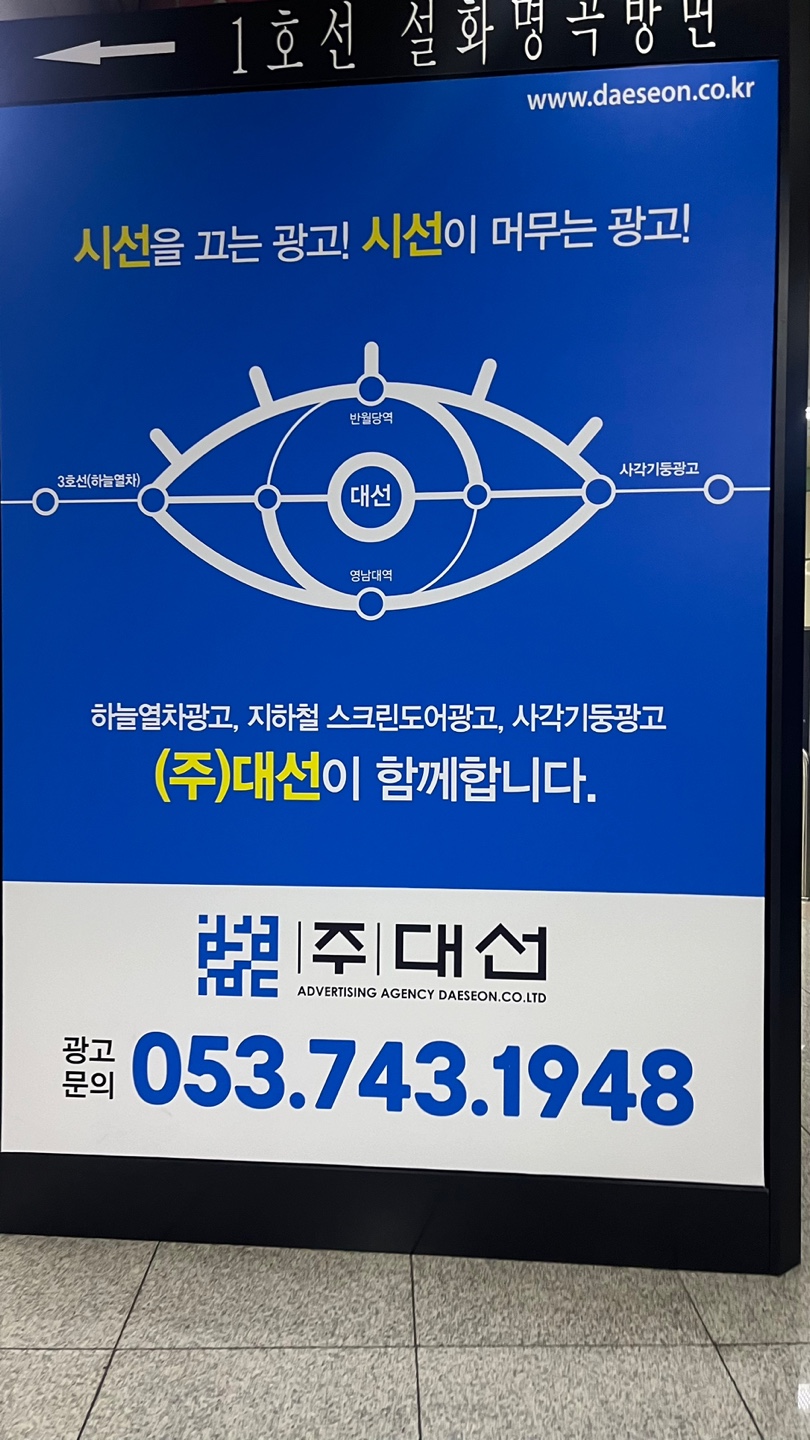 1호선 설화명곡방면
www.daeseon.co.kr
시선을 끄는 광고! 시선이 머무는 광고!
반월당역
3호선(하늘열차)
사각기둥광고
대선
영남대역
하늘열차광고, 지하철 스크린도어광고, 사각기둥광고
(주)대선이 함께합니다.
|주|대선
ADVERTISING AGENCY DAESEON.CO.LTD
광고
문의
053.743.1948